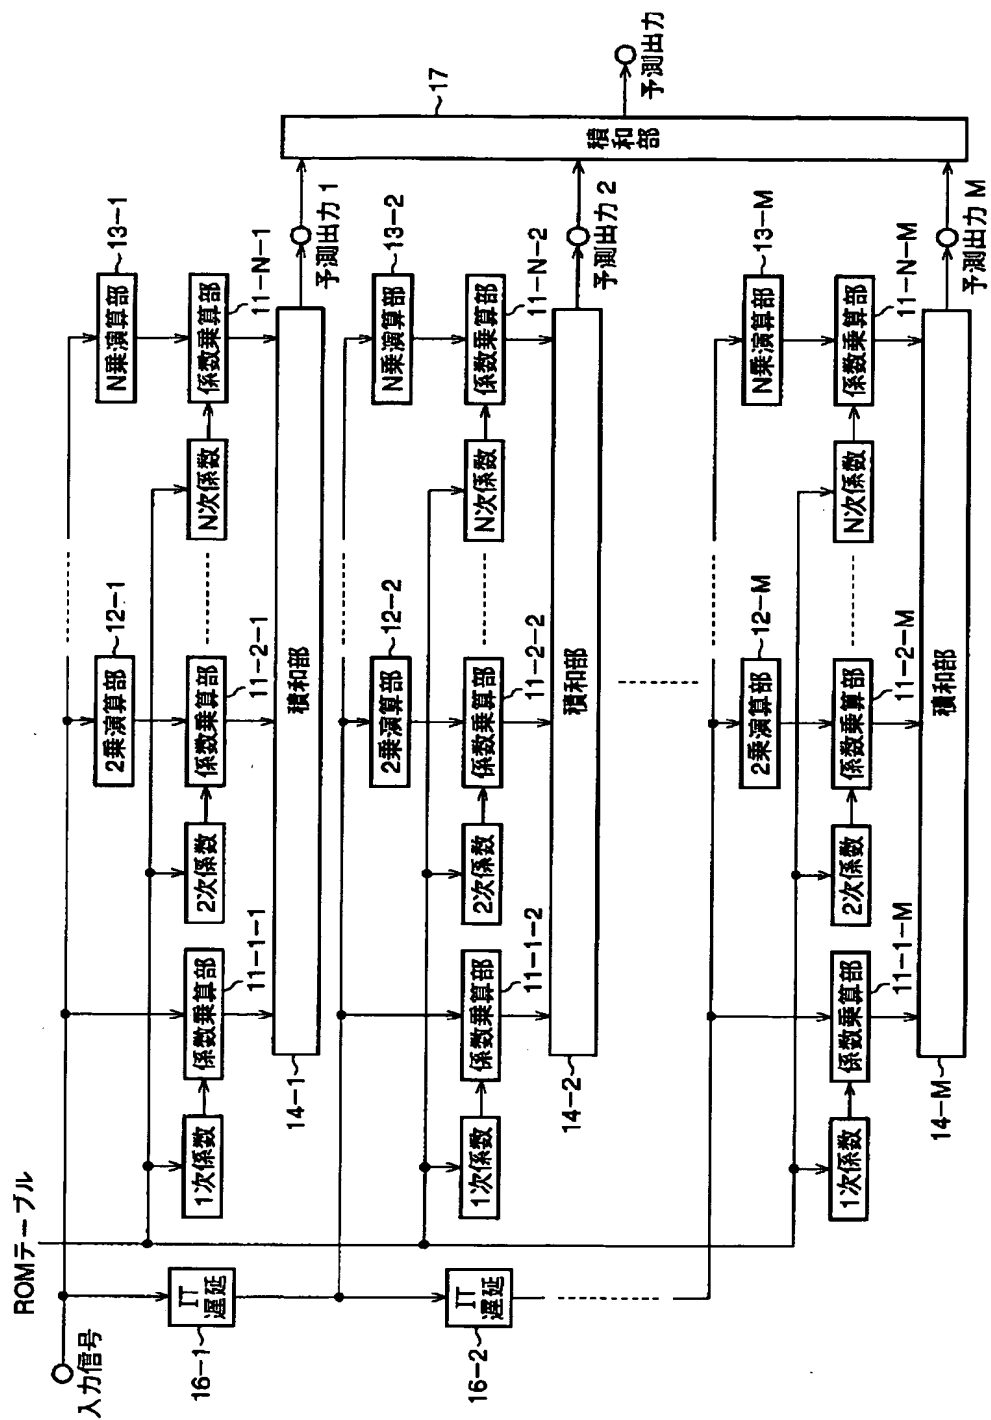 入力信号
ROMテーブル
IT
遅延
16-1
IT
遅延
16-2
2乗演算部
12-1
N乗演算部
13-1
1次係数
係数乗算部
11-1-1
2次係数
係数乗算部
11-2-1
N次係数
係数乗算部
11-N-1
14-1
積和部
予測出力 1
2乗演算部
12-2
N乗演算部
13-2
1次係数
係数乗算部
11-1-2
2次係数
係数乗算部
11-2-2
N次係数
係数乗算部
11-N-2
14-2
積和部
予測出力 2
2乗演算部
12-M
N乗演算部
13-M
1次係数
係数乗算部
11-1-M
2次係数
係数乗算部
11-2-M
N次係数
係数乗算部
11-N-M
14-M
積和部
予測出力 M
17
積和部
予測出力